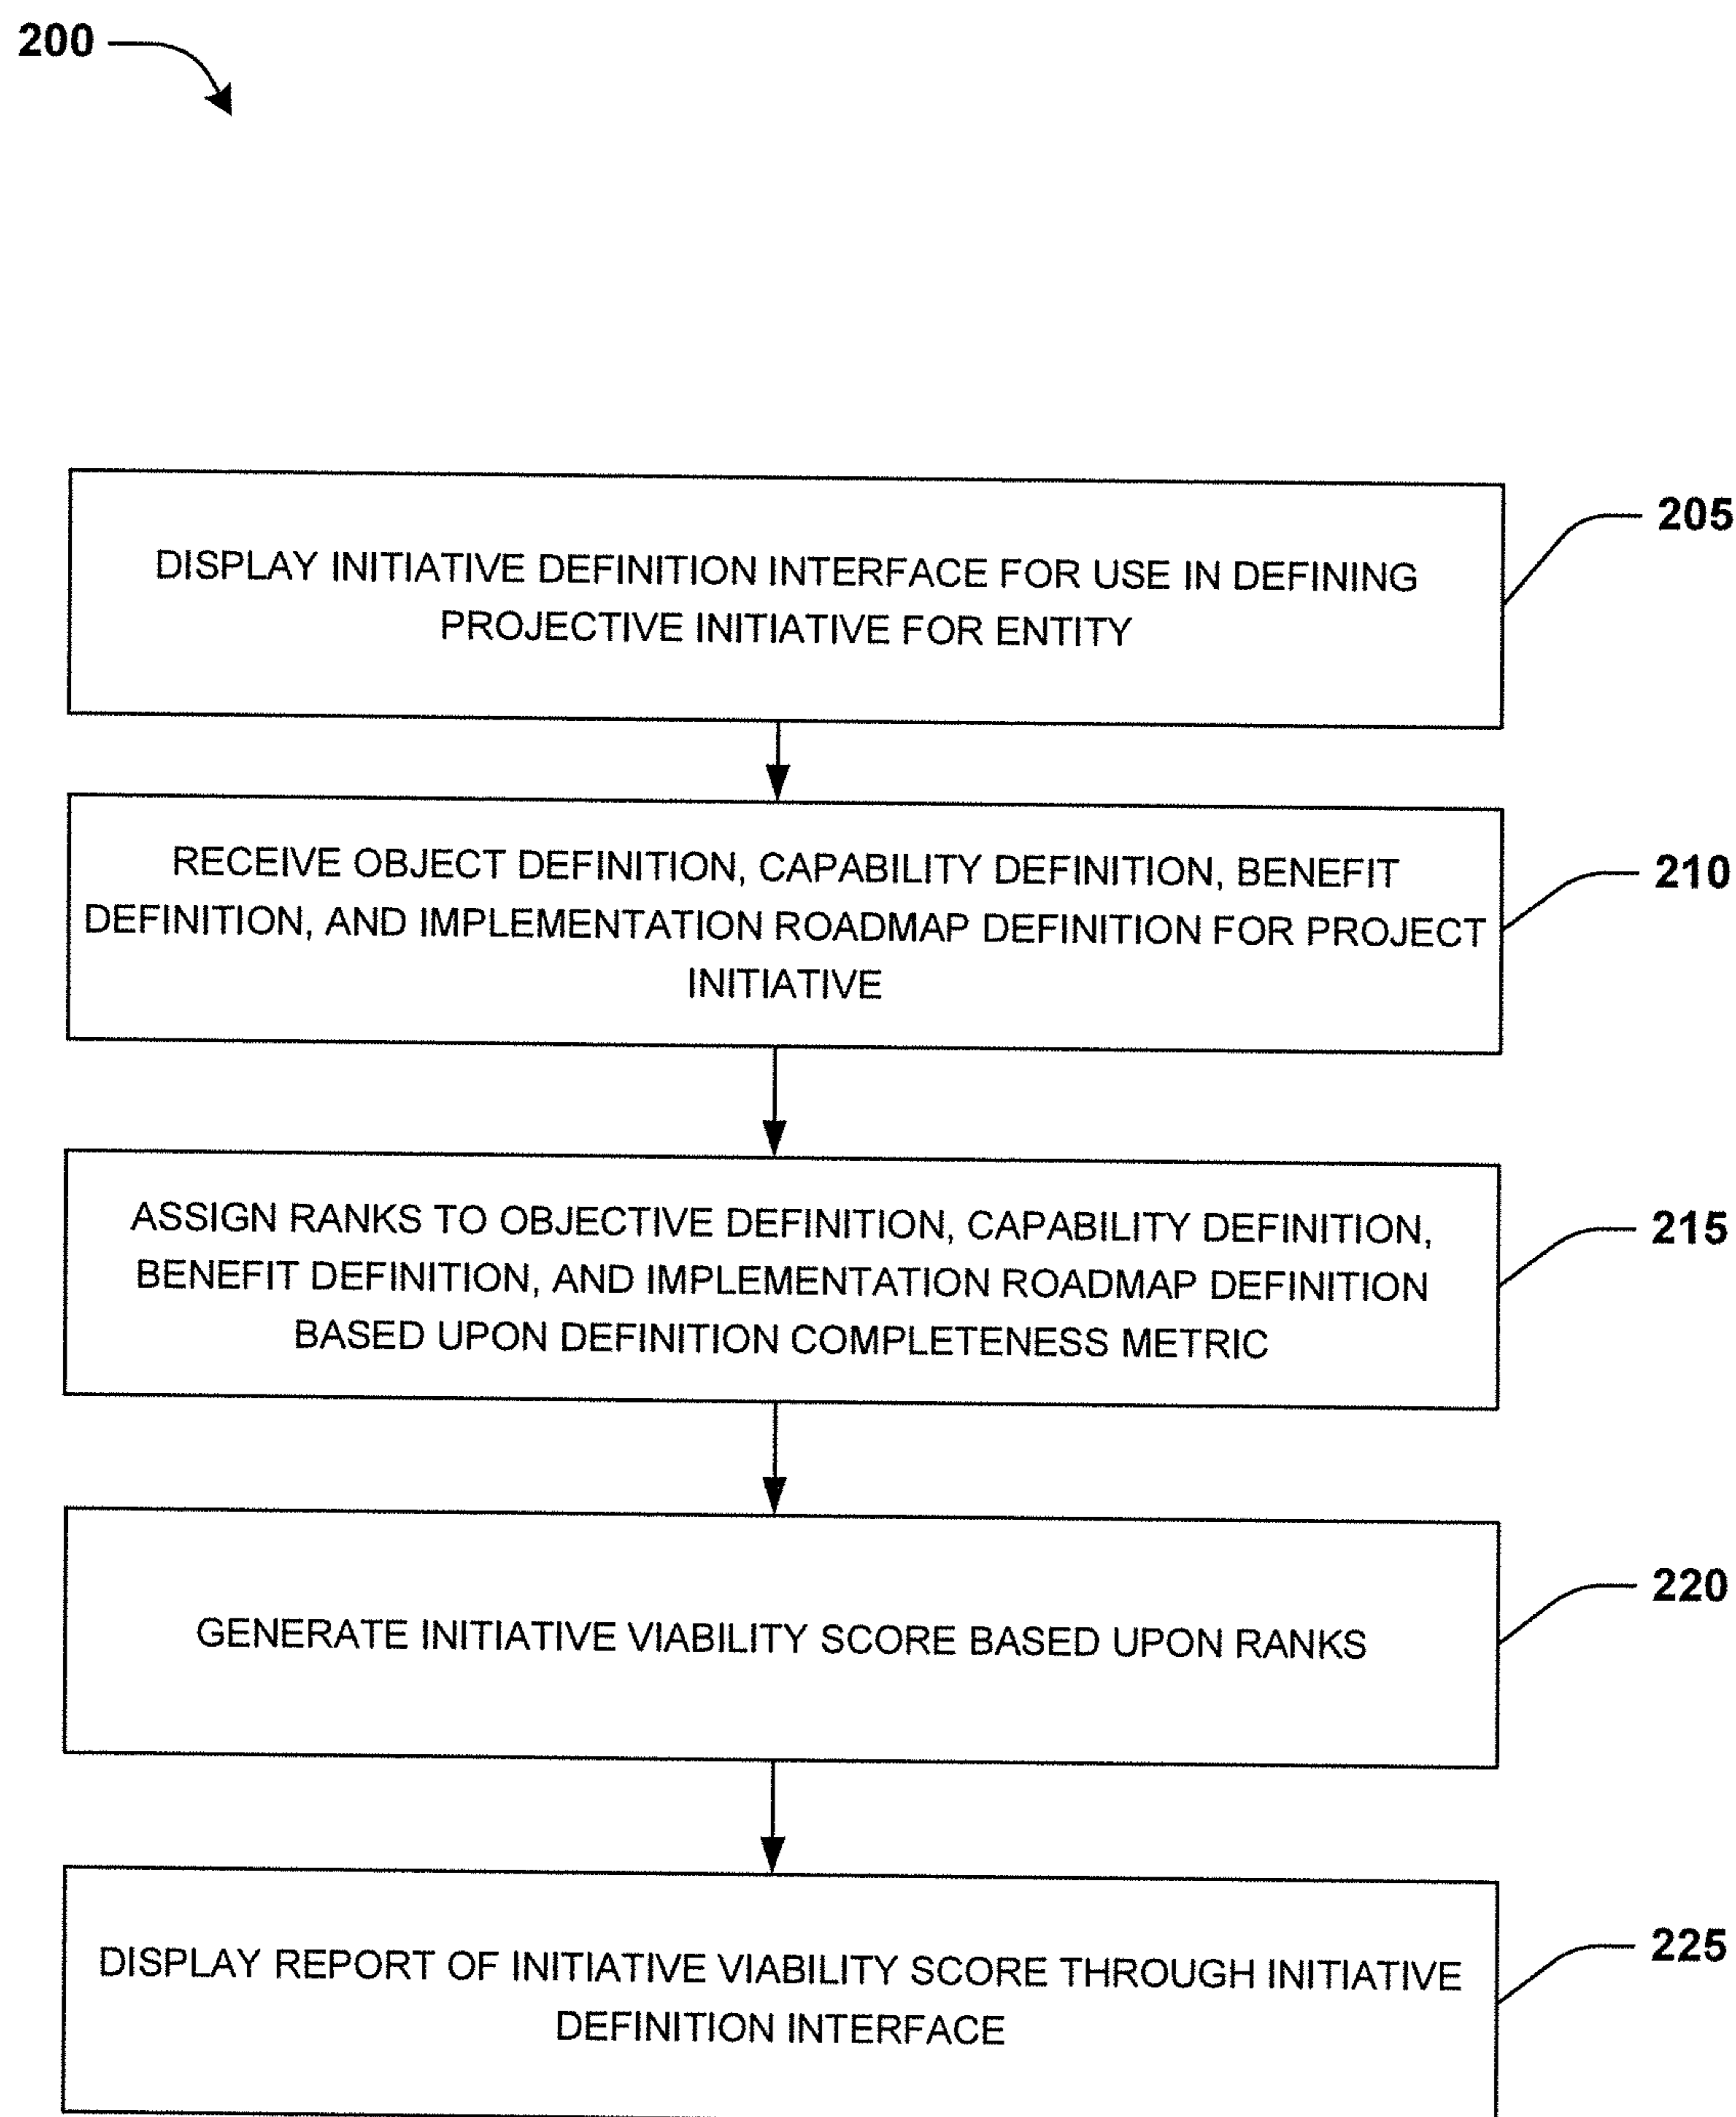 200
DISPLAY INITIATIVE DEFINITION INTERFACE FOR USE IN DEFINING
PROJECTIVE INITIATIVE FOR ENTITY
205
RECEIVE OBJECT DEFINITION, CAPABILITY DEFINITION, BENEFIT
DEFINITION, AND IMPLEMENTATION ROADMAP DEFINITION FOR PROJECT
INITIATIVE
210
ASSIGN RANKS TO OBJECTIVE DEFINITION, CAPABILITY DEFINITION,
BENEFIT DEFINITION, AND IMPLEMENTATION ROADMAP DEFINITION
BASED UPON DEFINITION COMPLETENESS METRIC
215
GENERATE INITIATIVE VIABILITY SCORE BASED UPON RANKS
220
DISPLAY REPORT OF INITIATIVE VIABILITY SCORE THROUGH INITIATIVE
DEFINITION INTERFACE
225